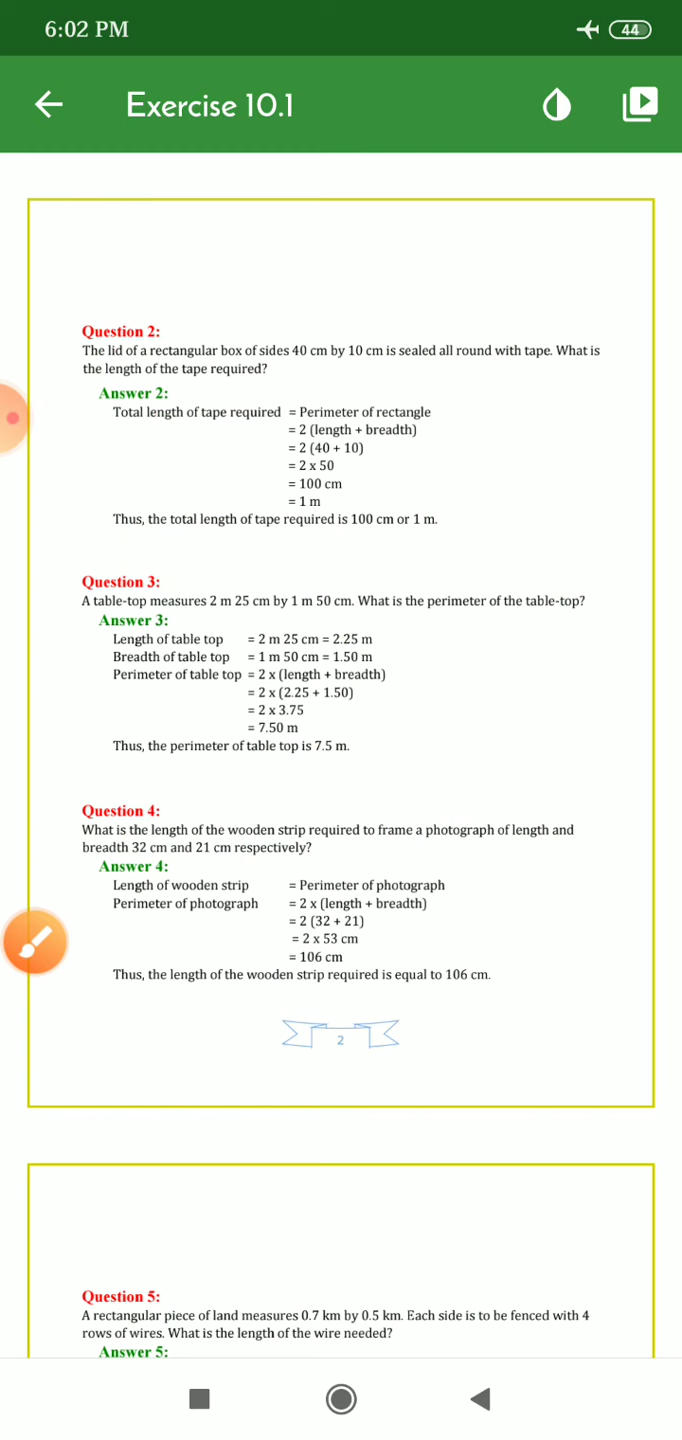 6:02 PM
44
Exercise 10.1
Question 2:
The lid of a rectangular box of sides 40 cm by 10 cm is sealed all round with tape. What is
the length of the tape required?
Answer 2:
Total length of tape required = Perimeter of rectangle
= 2 (length + breadth)
= 2 (40 + 10)
= 2 x 50
= 100 cm
= 1 m
Thus, the total length of tape required is 100 cm or 1 m.
Question 3:
A table-top measures 2 m 25 cm by 1 m 50 cm. What is the perimeter of the table-top?
Answer 3:
Length of table top = 2 m 25 cm = 2.25 m
Breadth of table top = 1 m 50 cm = 1.50 m
Perimeter of table top = 2 x (length + breadth)
= 2 x (2.25 + 1.50)
= 2 x 3.75
= 7.50 m
Thus, the perimeter of table top is 7.5 m.
Question 4:
What is the length of the wooden strip required to frame a photograph of length and
breadth 32 cm and 21 cm respectively?
Answer 4:
Length of wooden strip = Perimeter of photograph
Perimeter of photograph = 2 x (length + breadth)
= 2 (32 + 21)
= 2 x 53 cm
= 106 cm
Thus, the length of the wooden strip required is equal to 106 cm.
2
Question 5:
A rectangular piece of land measures 0.7 km by 0.5 km. Each side is to be fenced with 4
rows of wires. What is the length of the wire needed?
Answer 5: